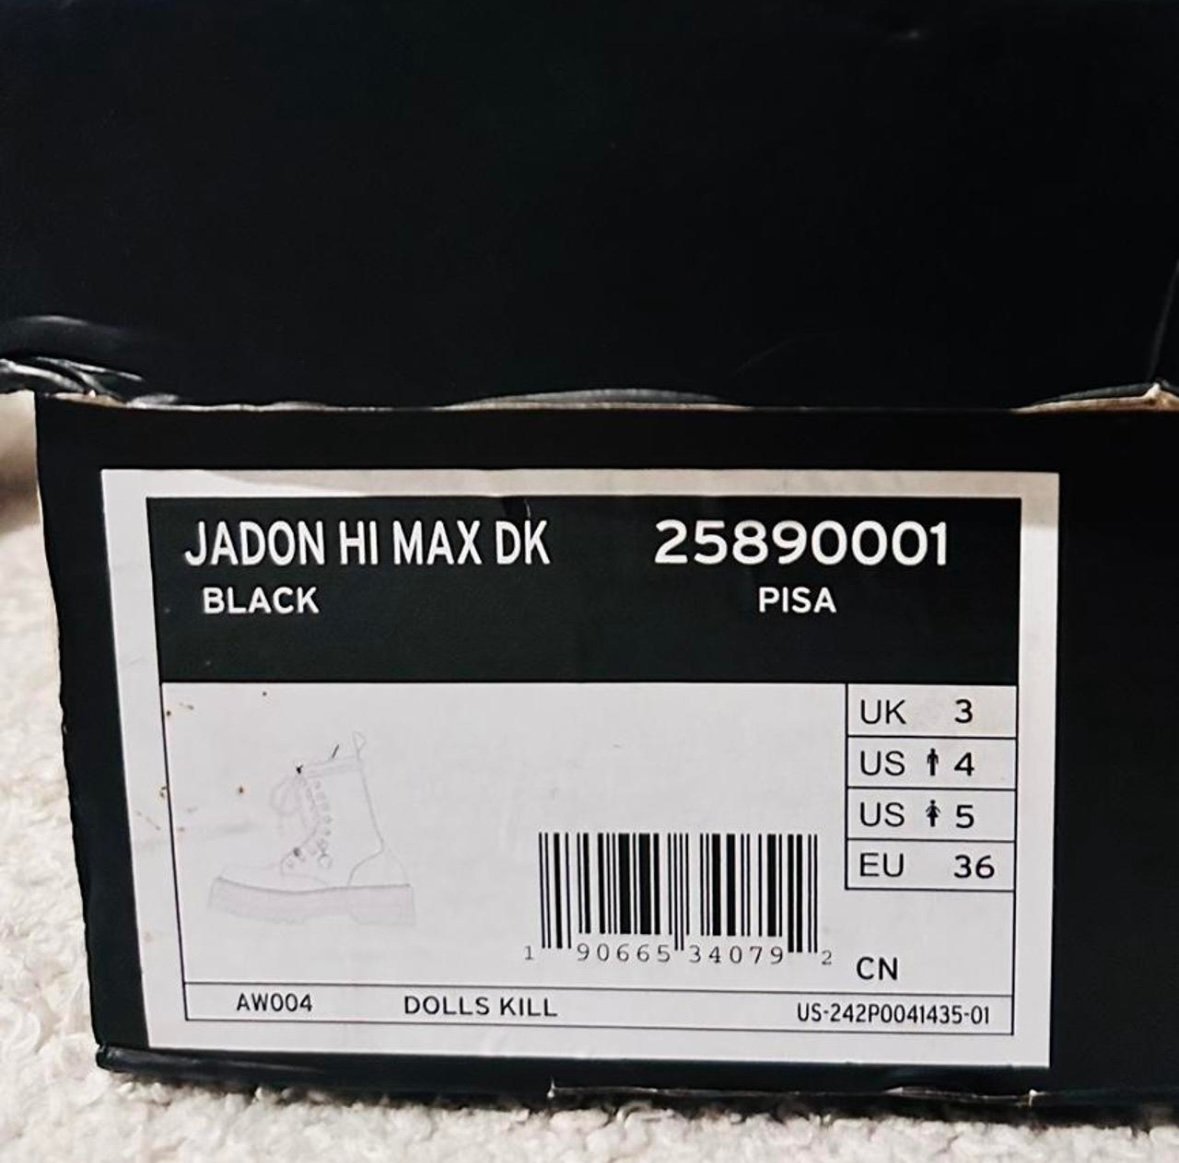 JADON HI MAX DK 25890001
BLACK PISA
UK 3
US 4
US 5
EU 36
1 90665 34079 2
CN
AW004 DOLLS KILL US-242P0041435-01